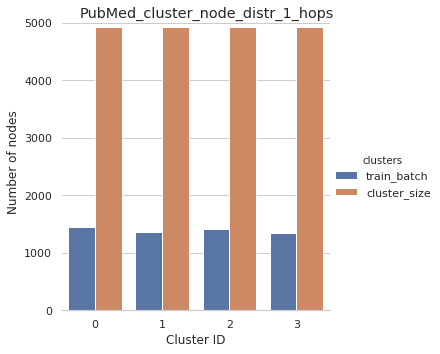 PubMed_cluster_node_distr_1_hops
5000
4000
3000
2000
1000
0
Number of nodes
0 1 2 3
Cluster ID
clusters
train_batch
cluster_size